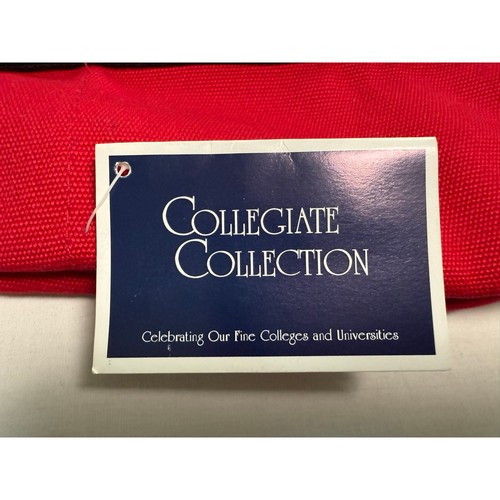 COLLEGIATE
COLLECTION
Celebrating Our Fine Colleges and Universities